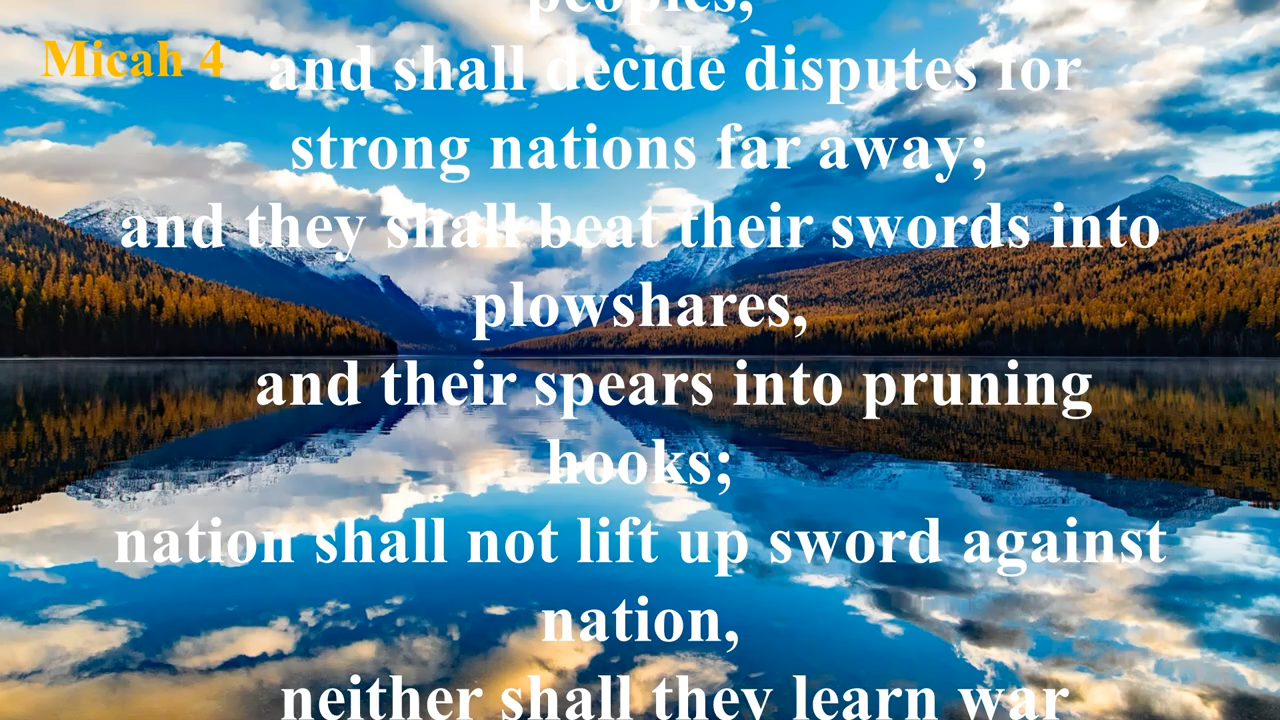 peoples;
Micah 4
and shall decide disputes for
strong nations far away;
and they shall beat their swords into
plowshares,
and their spears into pruning
hooks;
nation shall not lift up sword against
nation,
neither shall they learn war